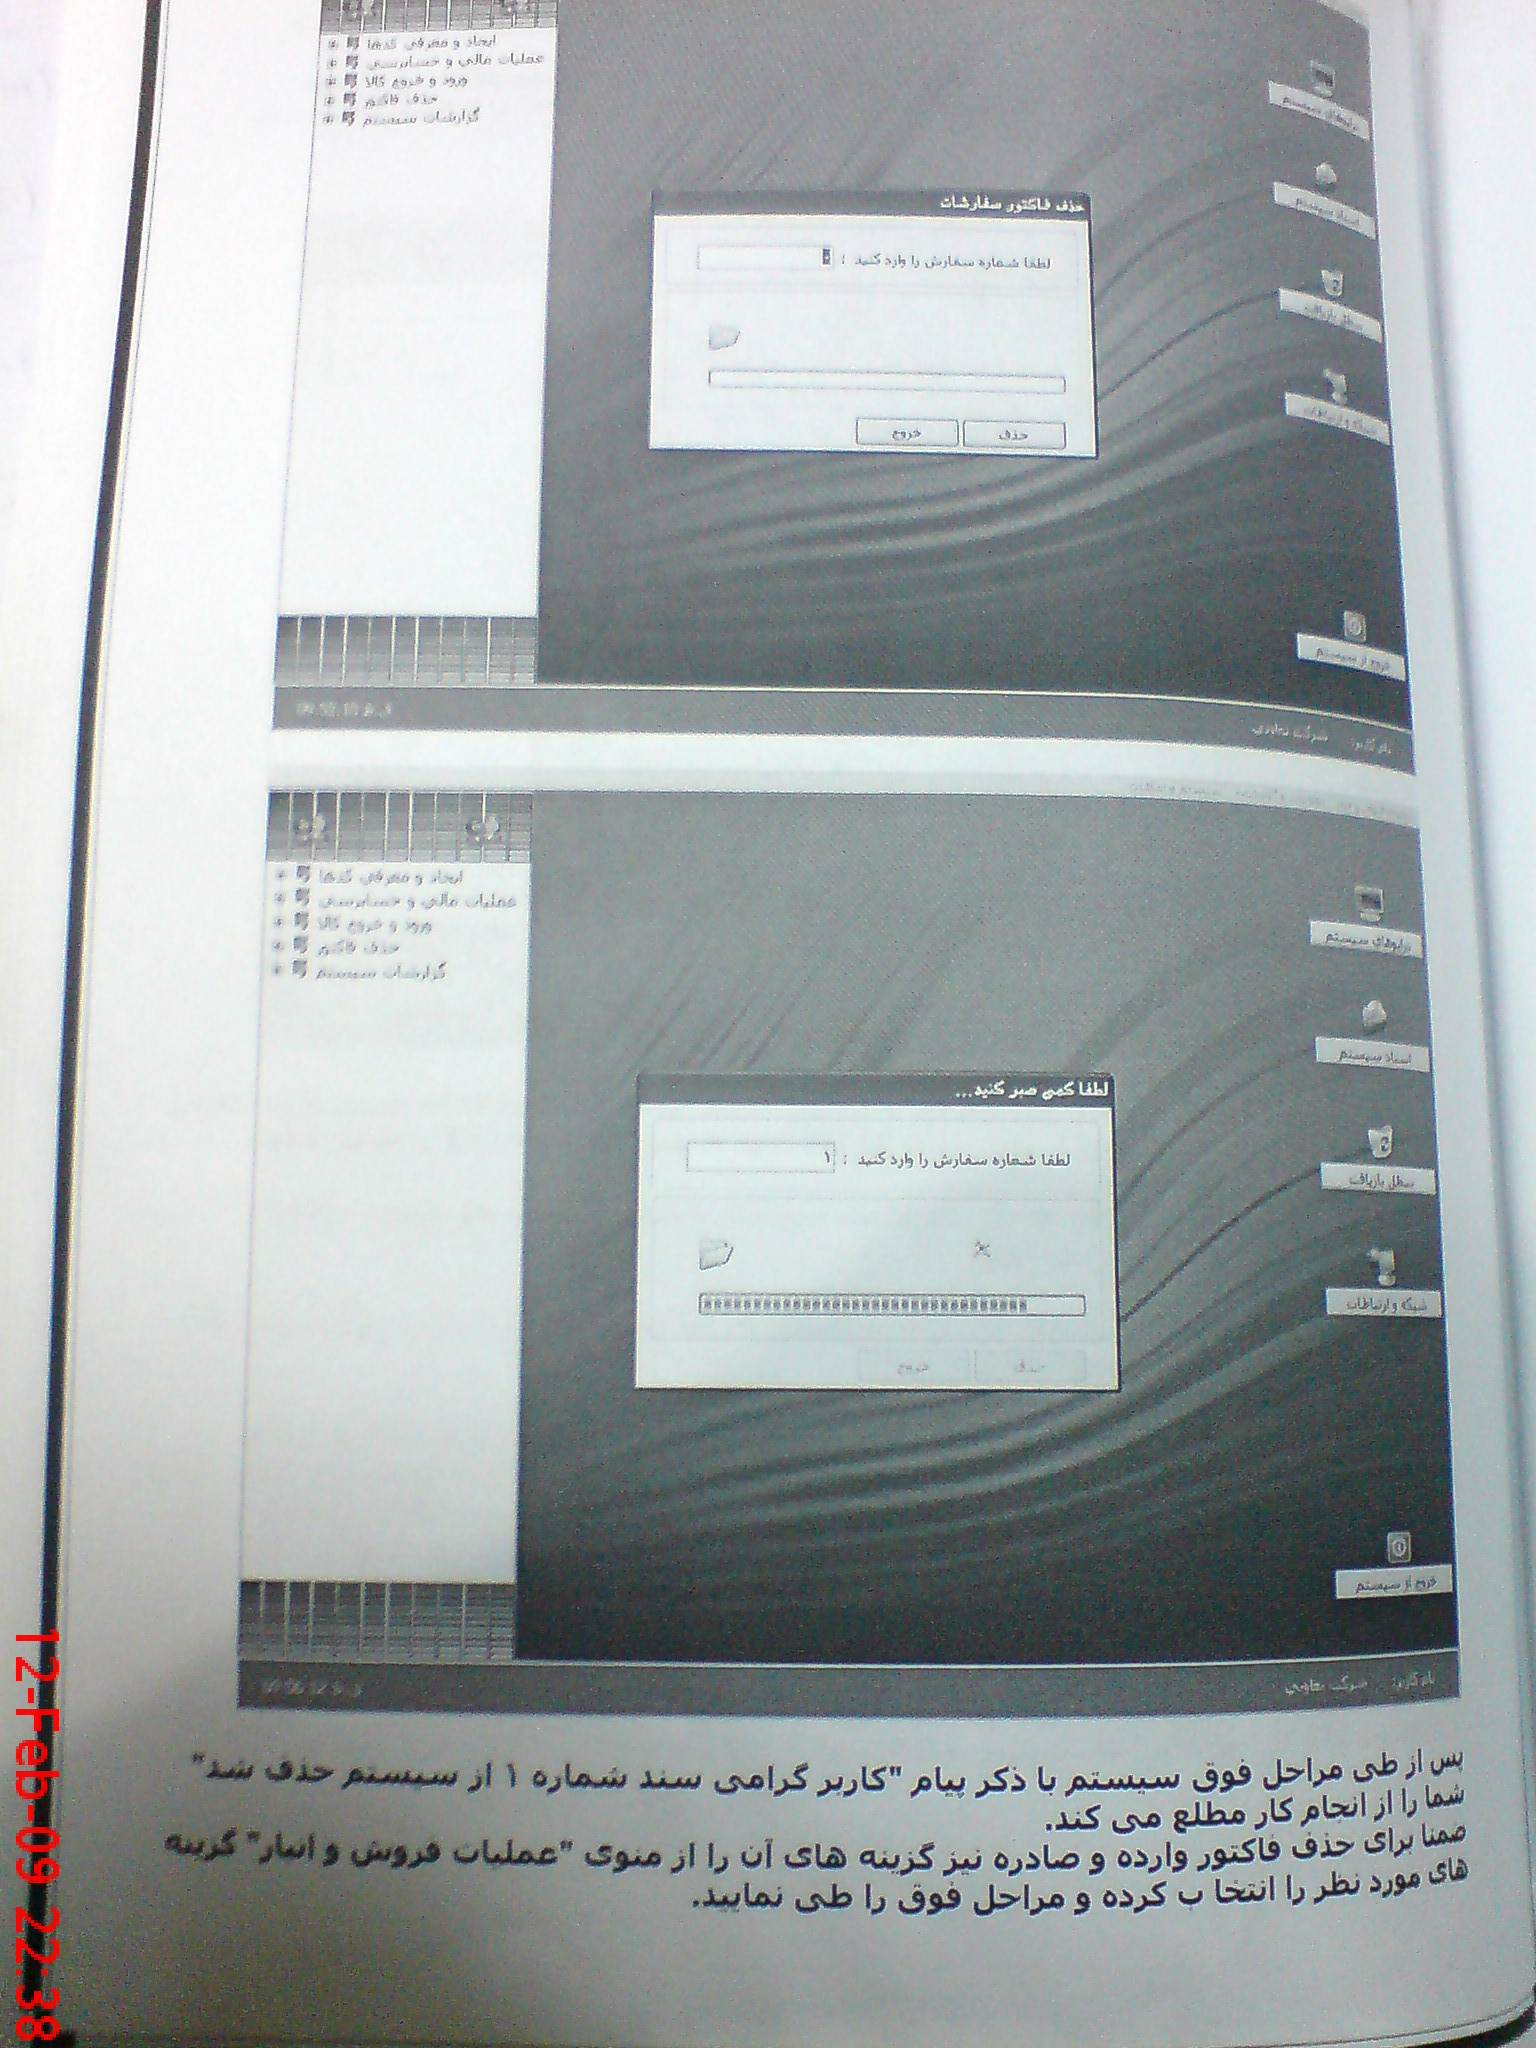 ایجاد و معرفی کدها
عملیات مالی و حسابرسی
ورود و خروج کالا
حذف فاکتور
گزارشات سیستم
سیستم
اسناد سیستم
سطل بازیافت
شبکه و ارتباطات
حذف فاکتور سفارشات
لطفا شماره سفارش را وارد کنید :
حذف
خروج
خروج از سیستم
نام کاربر: شرکت
ایجاد و معرفی کدها
عملیات مالی و حسابرسی
ورود و خروج کالا
حذف فاکتور
گزارشات سیستم
سیستم
اسناد سیستم
سطل بازیافت
شبکه و ارتباطات
لطفا کمی صبر کنید...
لطفا شماره سفارش را وارد کنید : ۱
حذف
خروج
خروج از سیستم
نام کاربر: شرکت
پس از طی مراحل فوق سیستم با ذکر پیام "کاربر گرامی سند شماره ۱ از سیستم حذف شد"
شما را از انجام کار مطلع می کند.
ضمنا برای حذف فاکتور وارده و صادره نیز گزینه های آن را از منوی "عملیات فروش و انبار" گزینه
های مورد نظر را انتخا ب کرده و مراحل فوق را طی نمایید.
12-Feb-09 22:38